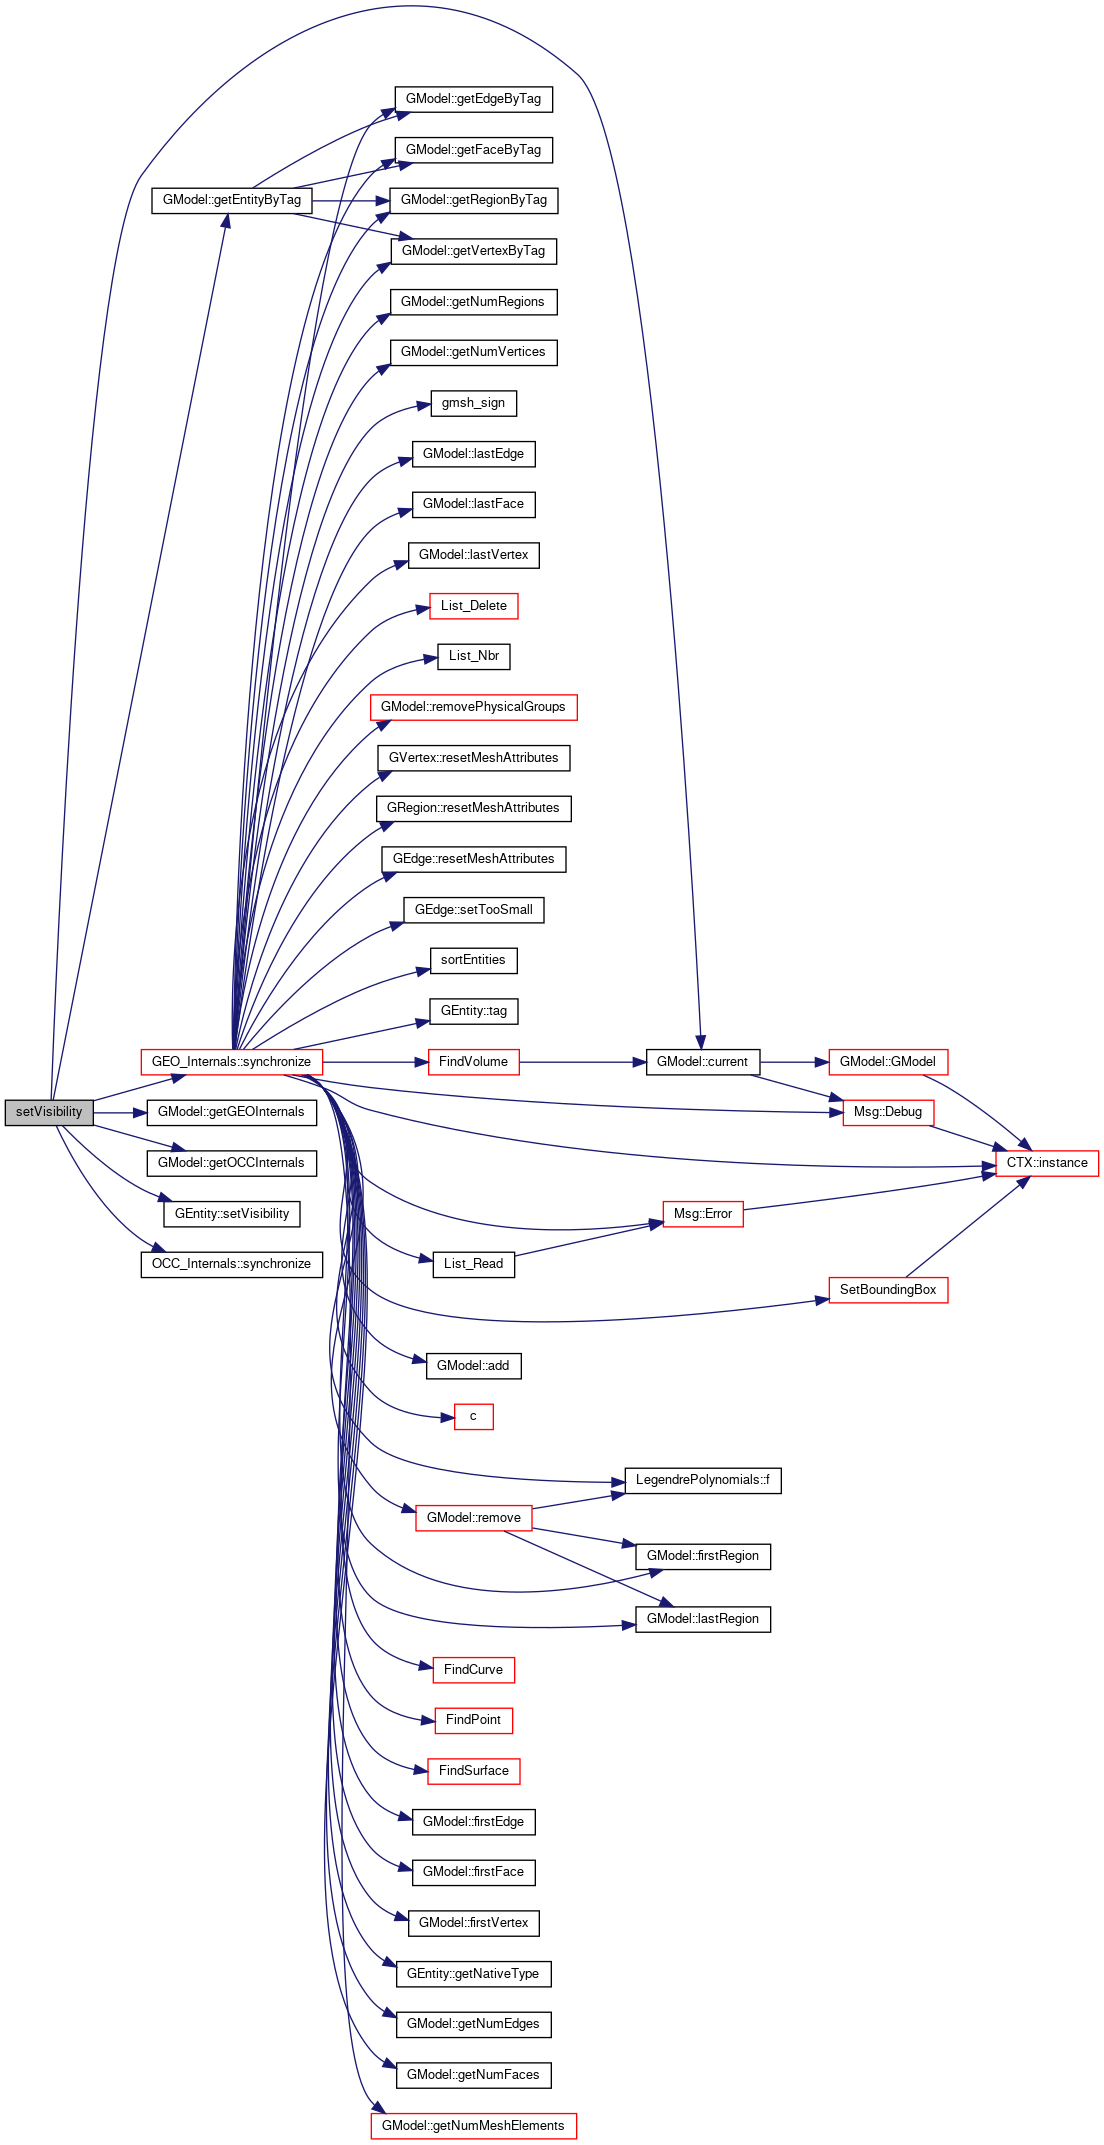 GModel::getEdgeByTag
GModel::getFaceByTag
GModel::getEntityByTag
GModel::getRegionByTag
GModel::getVertexByTag
GModel::getNumRegions
GModel::getNumVertices
gmsh_sign
GModel::lastEdge
GModel::lastFace
GModel::lastVertex
List_Delete
List_Nbr
GModel::removePhysicalGroups
GVertex::resetMeshAttributes
GRegion::resetMeshAttributes
GEdge::resetMeshAttributes
GEdge::setTooSmall
sortEntities
GEntity::tag
GEO_Internals::synchronize
FindVolume
GModel::current
GModel::GModel
setVisibility
GModel::getGEOInternals
Msg::Debug
GModel::getOCCInternals
CTX::instance
GEntity::setVisibility
Msg::Error
OCC_Internals::synchronize
List_Read
SetBoundingBox
GModel::add
c
LegendrePolynomials::f
GModel::remove
GModel::firstRegion
GModel::lastRegion
FindCurve
FindPoint
FindSurface
GModel::firstEdge
GModel::firstFace
GModel::firstVertex
GEntity::getNativeType
GModel::getNumEdges
GModel::getNumFaces
GModel::getNumMeshElements